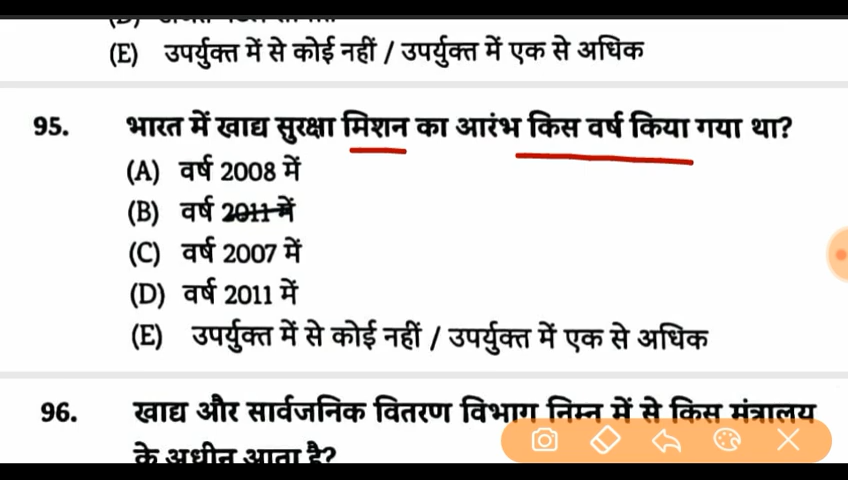 (E) उपर्युक्त में से कोई नहीं / उपर्युक्त में एक से अधिक
95. भारत में खाद्य सुरक्षा मिशन का आरंभ किस वर्ष किया गया था?
(A) वर्ष 2008 में
(B) वर्ष 2011 में
(C) वर्ष 2007 में
(D) वर्ष 2011 में
(E) उपर्युक्त में से कोई नहीं / उपर्युक्त में एक से अधिक
96. खाद्य और सार्वजनिक वितरण विभाग निम्न में से किस मंत्रालय
के अधीन आता है?